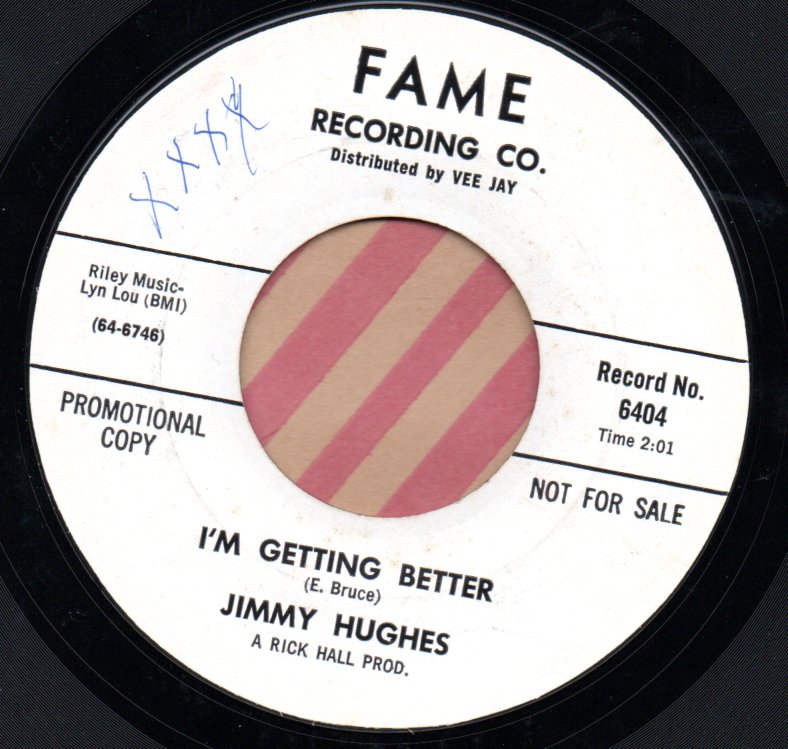 FAME
RECORDING CO.
Distributed by VEE JAY
xxxx
Riley Music-
Lyn Lou (BMI)
(64-6746)
Record No.
6404
Time 2:01
PROMOTIONAL
COPY
NOT FOR SALE
I'M GETTING BETTER
(E. Bruce)
JIMMY HUGHES
A RICK HALL PROD.